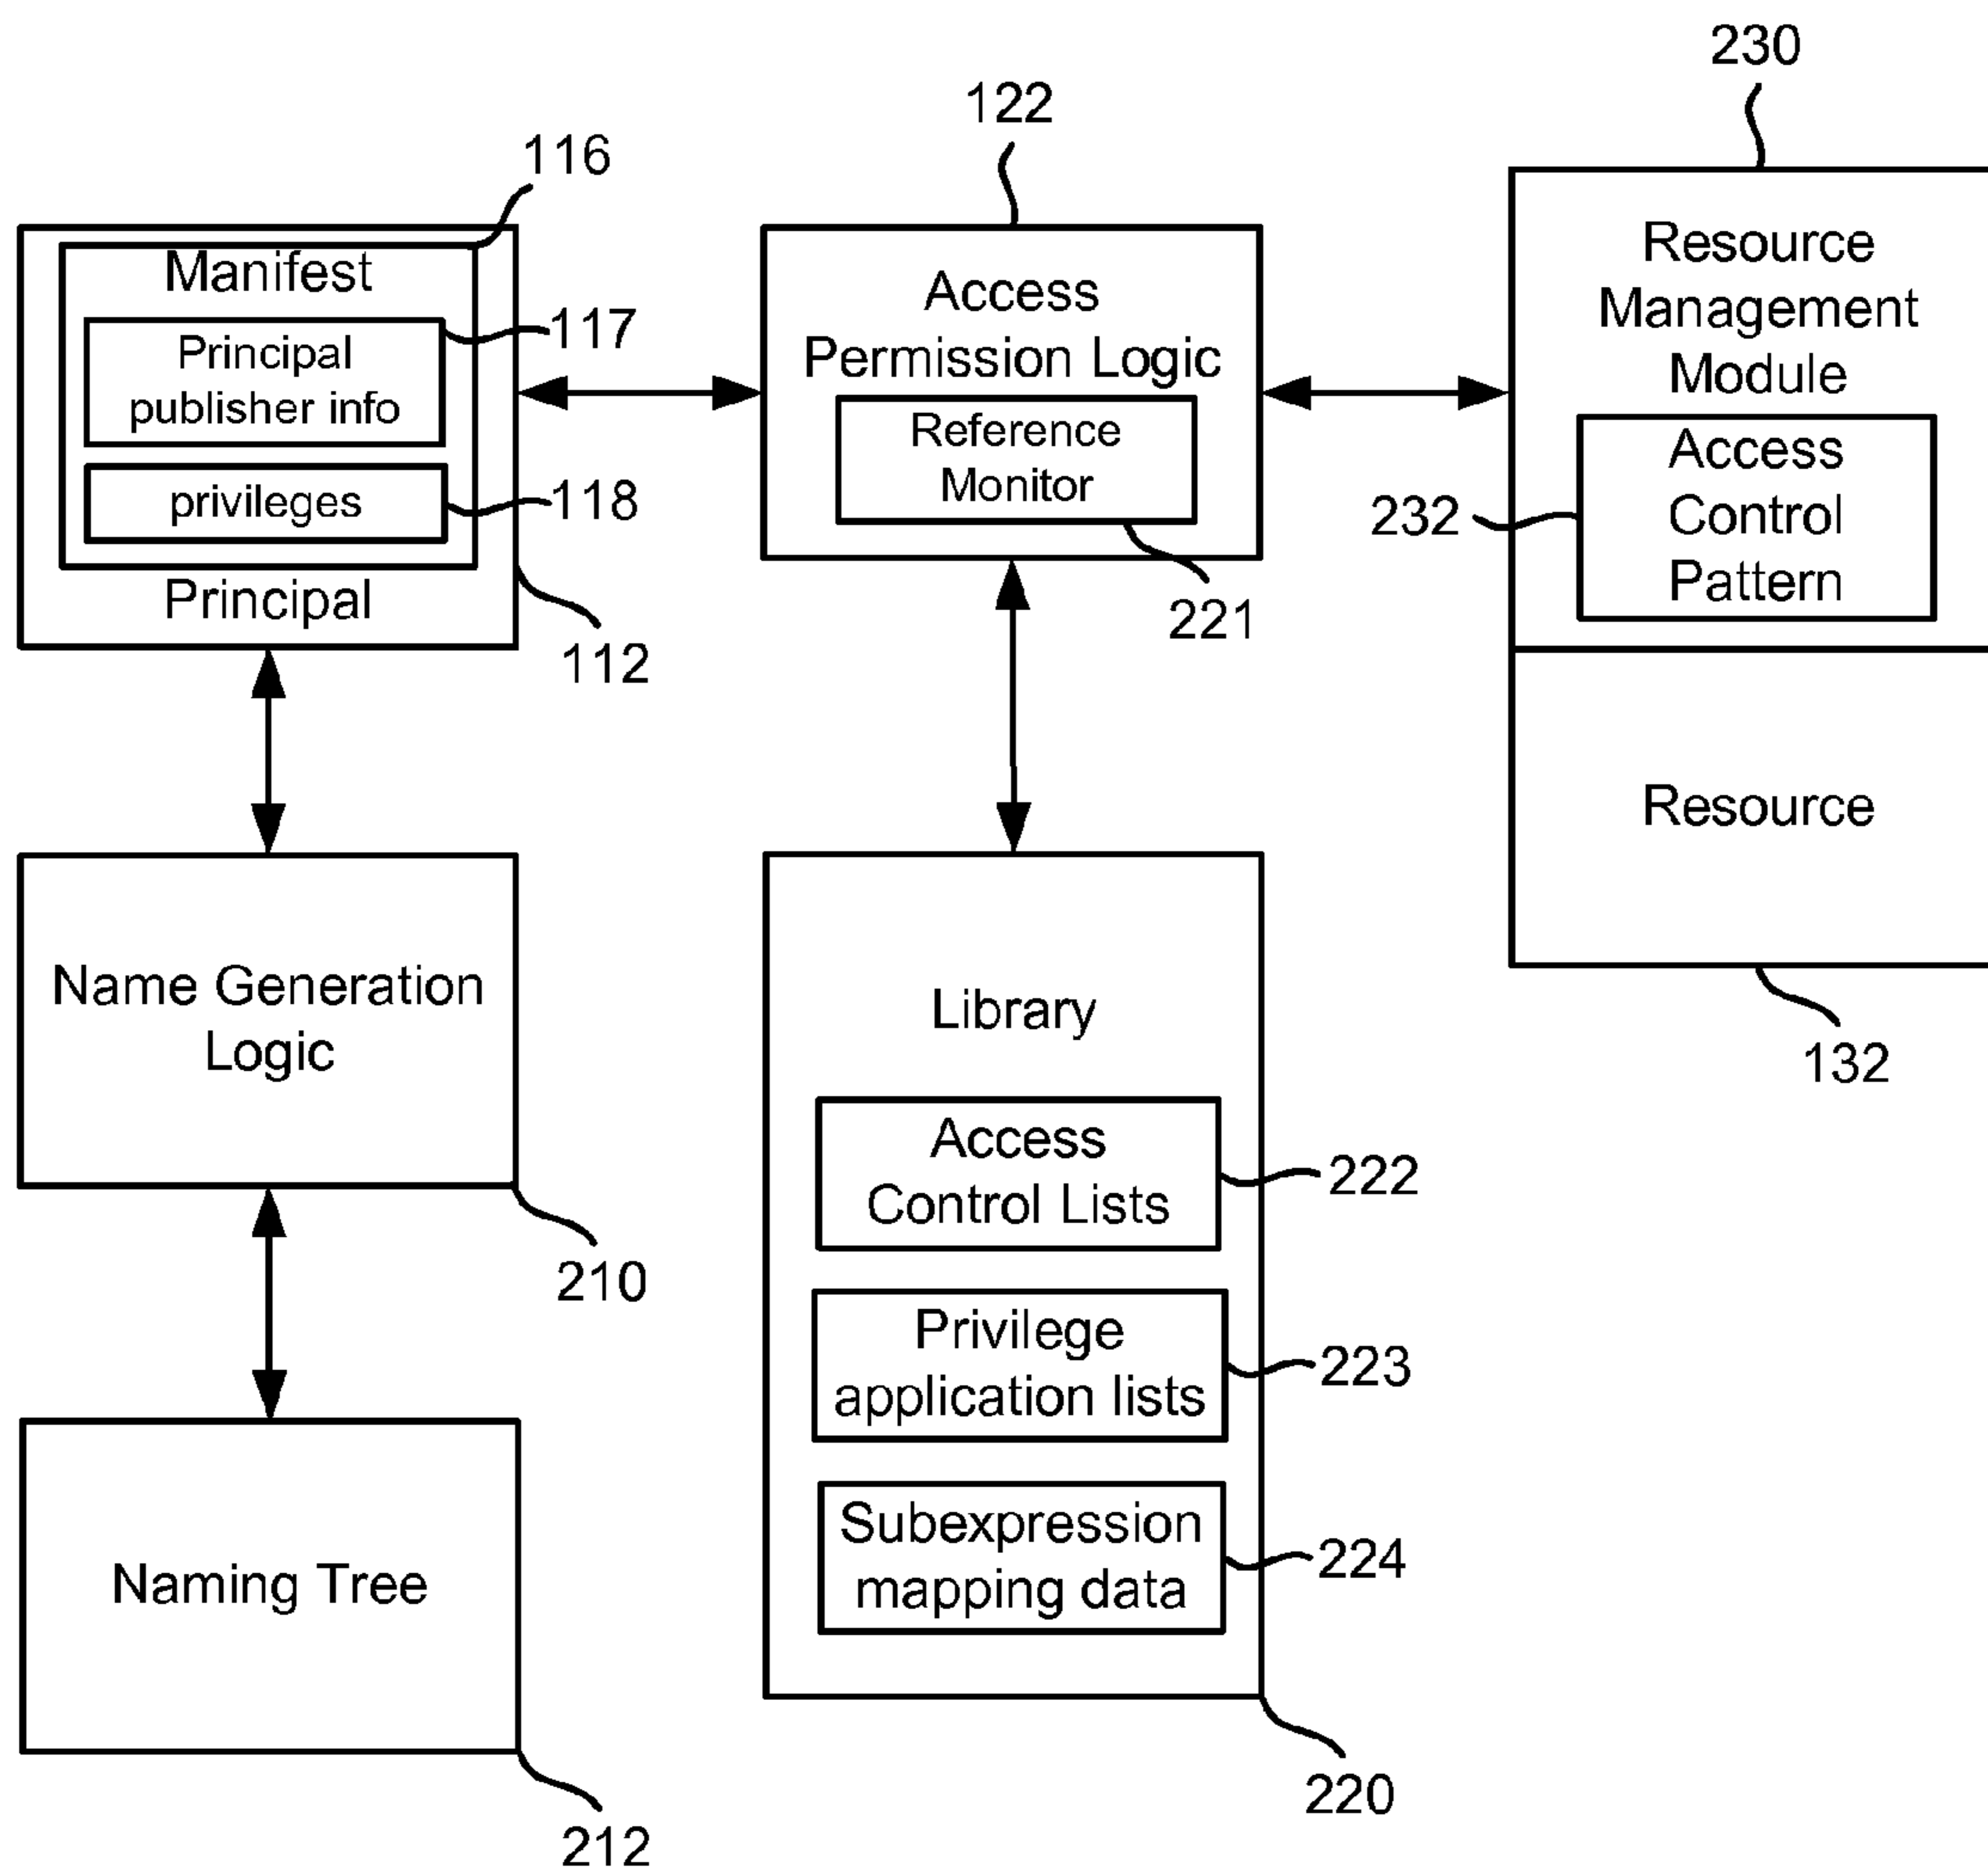 230
122
116
Manifest
117
Principal
publisher info
privileges
118
Principal
112
Access
Permission Logic
Reference
Monitor
221
Resource
Management
Module
232
Access
Control
Pattern
Resource
132
Name Generation
Logic
210
Library
Access
Control Lists
222
Privilege
application lists
223
Subexpression
mapping data
224
220
Naming Tree
212